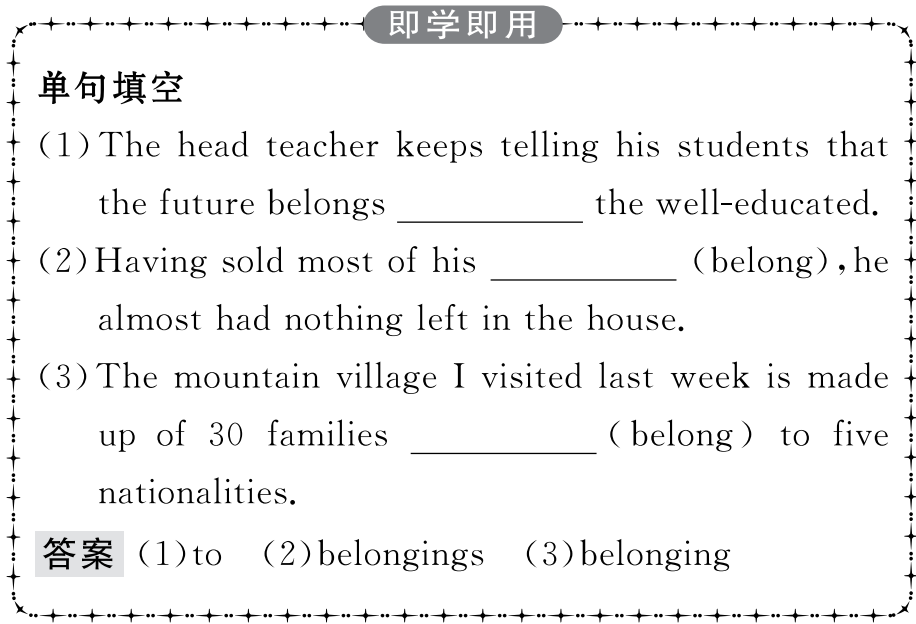 即学即用
单句填空
(1)The head teacher keeps telling his students that
the future belongs __________ the well-educated.
(2)Having sold most of his __________ (belong),he
almost had nothing left in the house.
(3)The mountain village I visited last week is made
up of 30 families __________(belong) to five
nationalities.
答案 (1)to (2)belongings (3)belonging